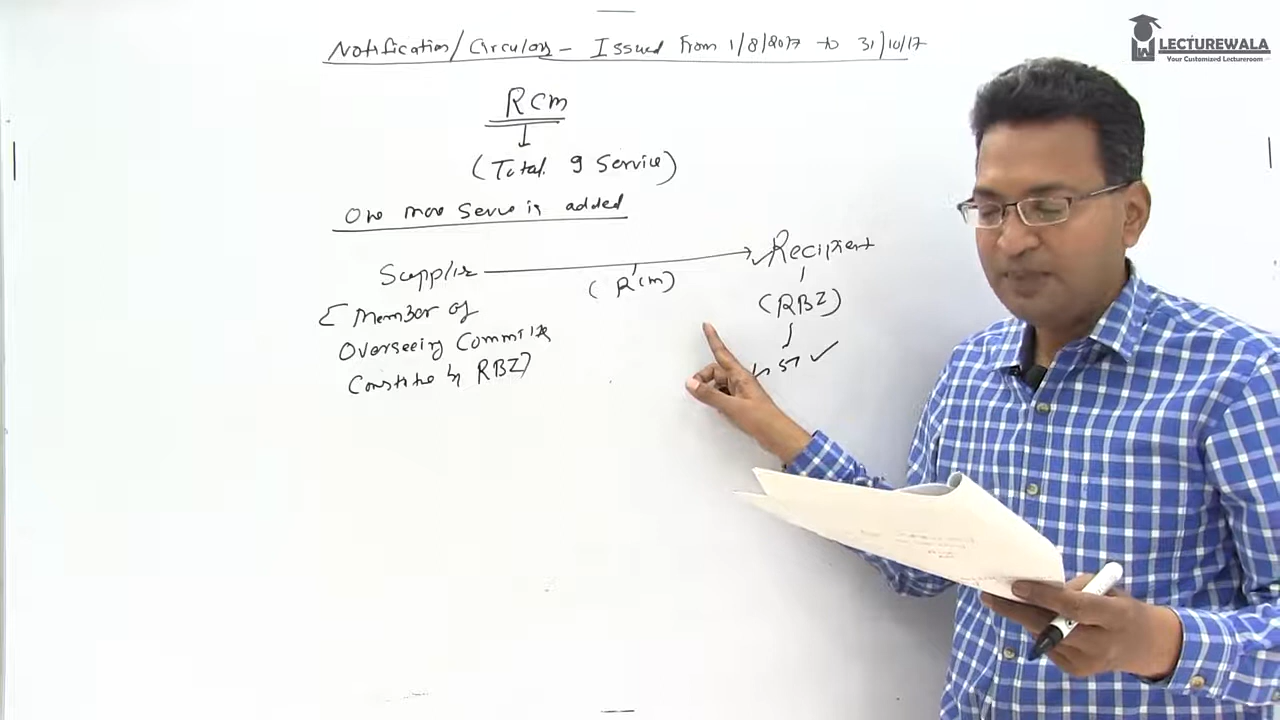 Notification/Circulars - Issued From 1/8/2017 to 31/10/17
LECTUREWALA
Your Customized Lectureroom
RCM
(Total 9 Service)
One more Service is added
Supplier
Recipient
(RCM)
(RBI)
[Member of
Overseeing Committee
Constitute by RBI]